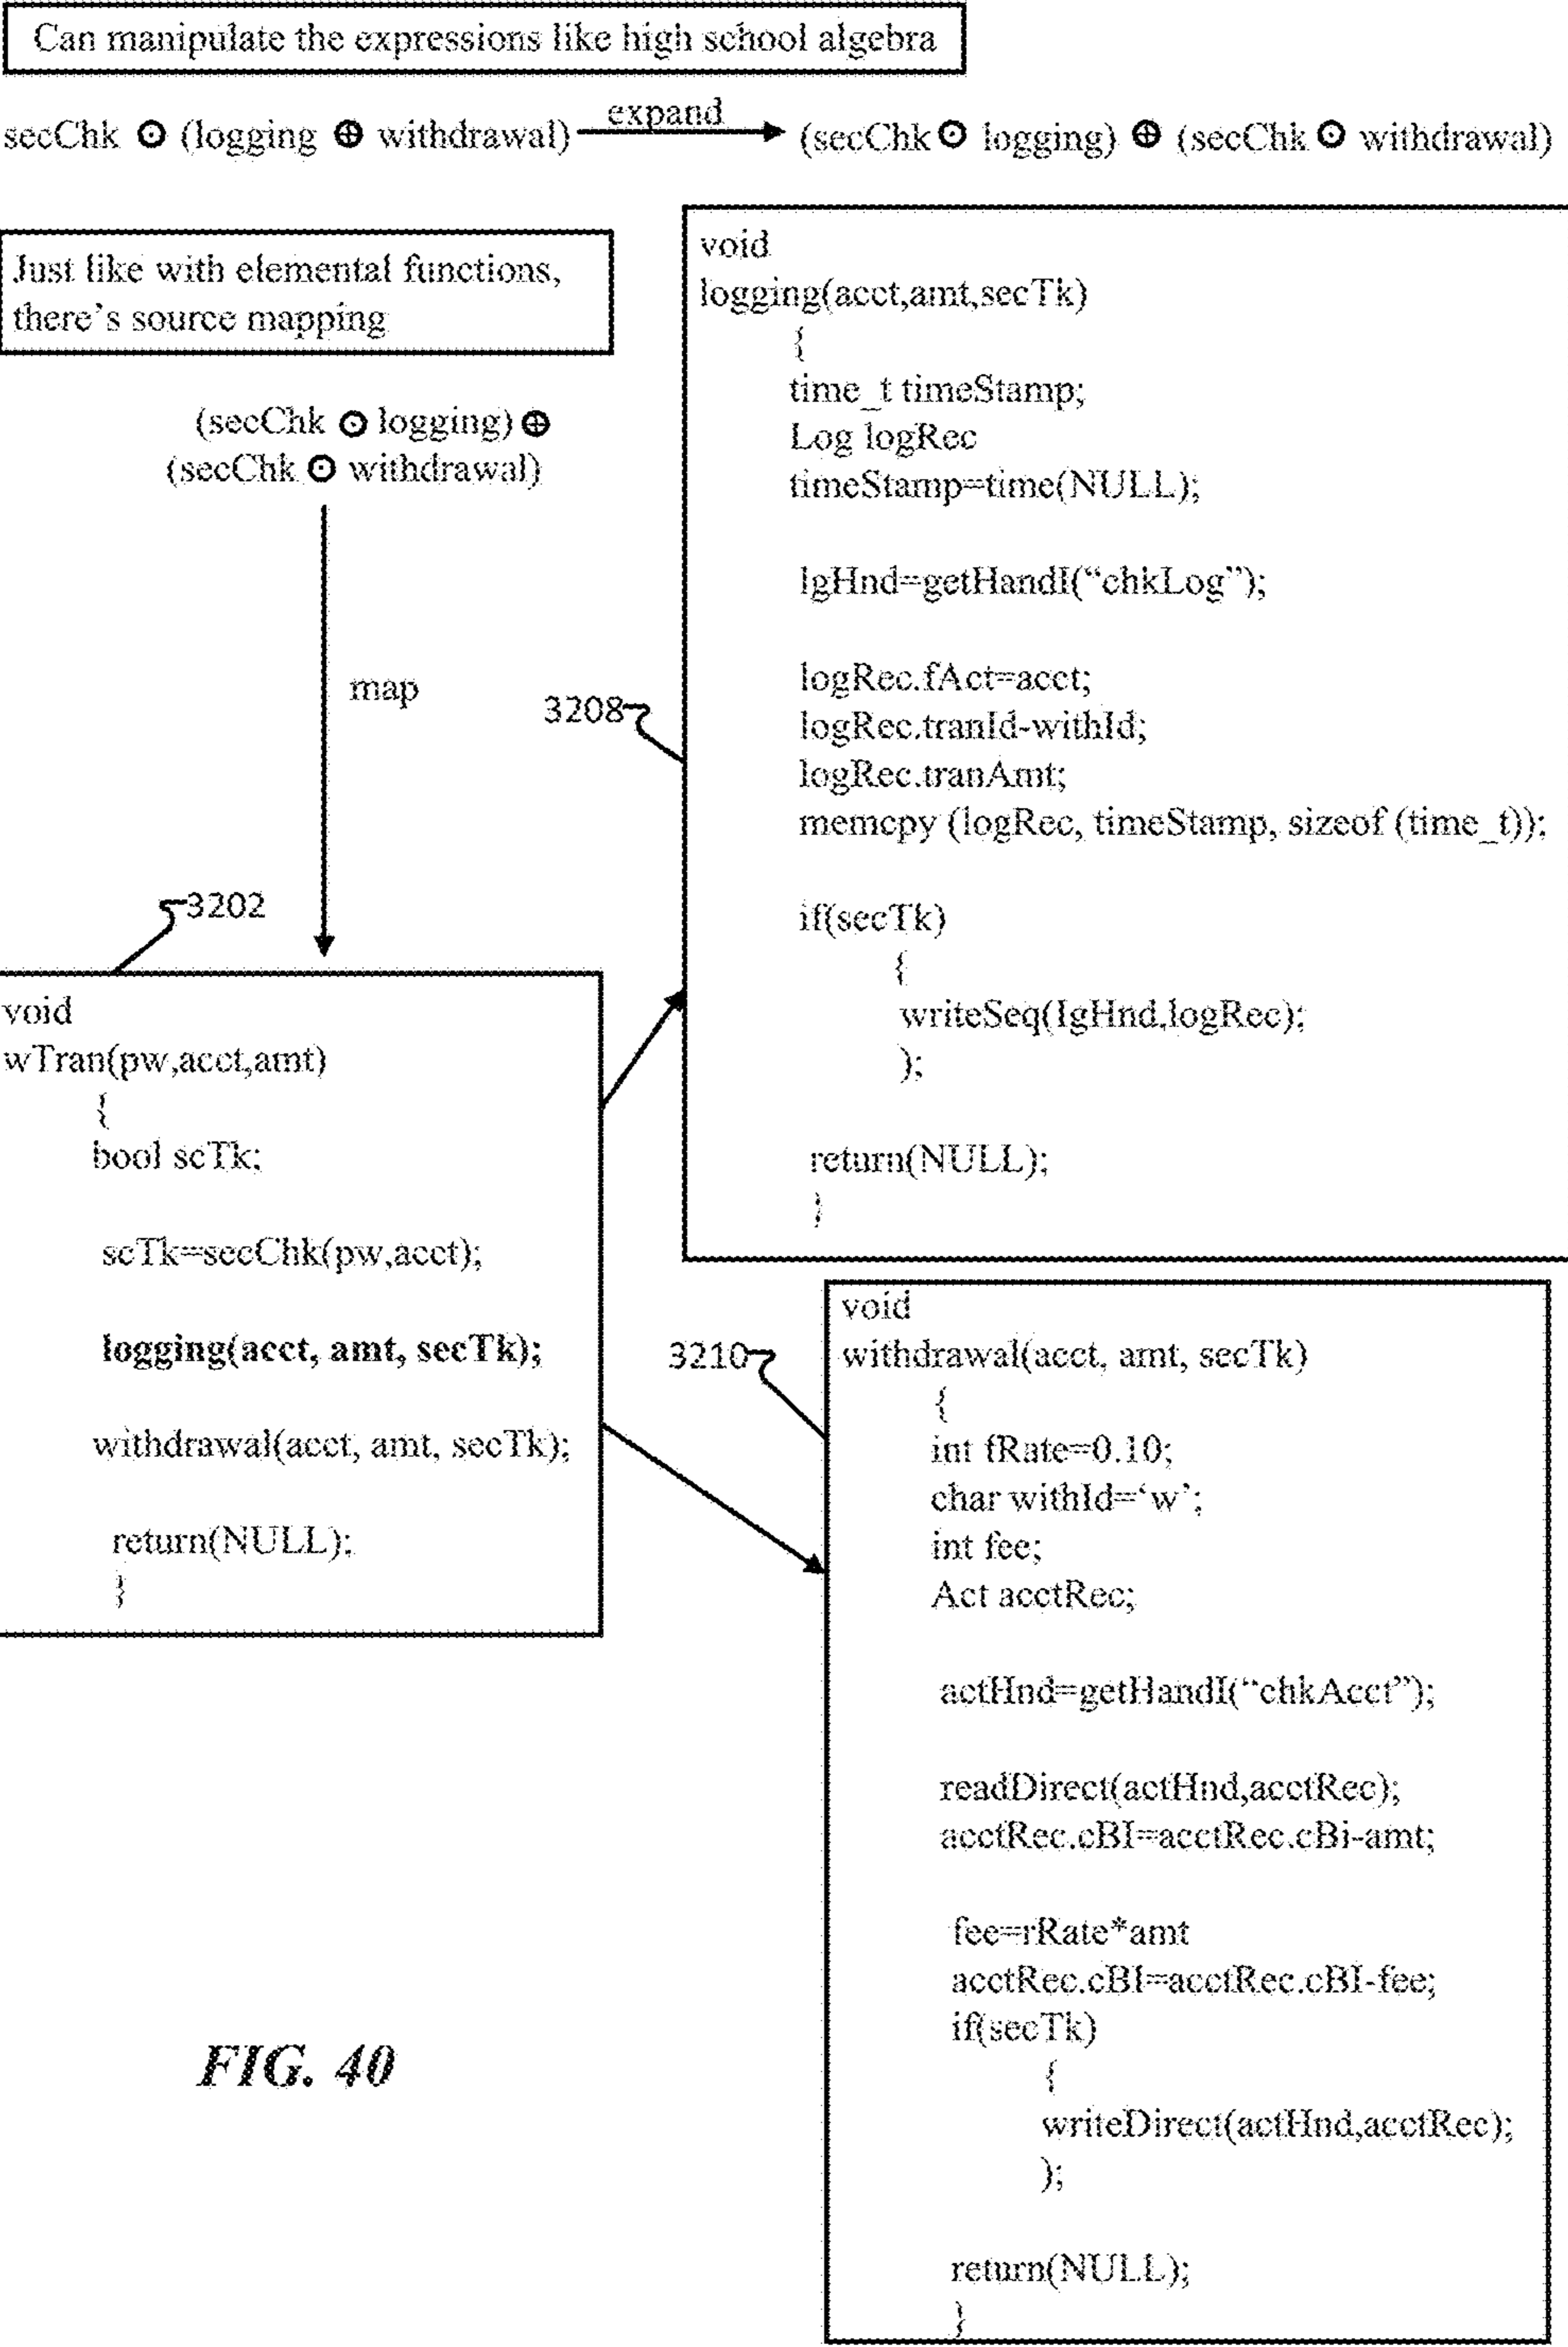 Can manipulate the expressions like high school algebra
secChk ⊙ (logging ⊕ withdrawal) expand (secChk ⊙ logging) ⊕ (secChk ⊙ withdrawal)
Just like with elemental functions,
there's source mapping
(secChk ⊙ logging) ⊕
(secChk ⊙ withdrawal)
map
3202
void
wTran(pw,acct,amt)
{
bool scTk;
scTk=secChk(pw,acct);
logging(acct, amt, secTk);
withdrawal(acct, amt, secTk);
return(NULL);
}
3208
void
logging(acct,amt,secTk)
{
time_t timeStamp;
Log logRec
timeStamp=time(NULL);
lgHnd=getHandI(“chkLog”);
logRec.fAct=acct;
logRec.tranId-withId;
logRec.tranAmt;
memcpy (logRec, timeStamp, sizeof (time_t));
if(secTk)
{
writeSeq(IgHnd,logRec);
);
return(NULL);
}
3210
void
withdrawal(acct, amt, secTk)
{
int fRate=0.10;
char withId=‘w’;
int fee;
Act acctRec;
actHnd=getHandI(“chkAcct”);
readDirect(actHnd,acctRec);
acctRec.cBI=acctRec.cBi-amt;
fee=rRate*amt
acctRec.cBI=acctRec.cBI-fee;
if(secTk)
{
writeDirect(actHnd,acctRec);
);
return(NULL);
}
FIG. 40